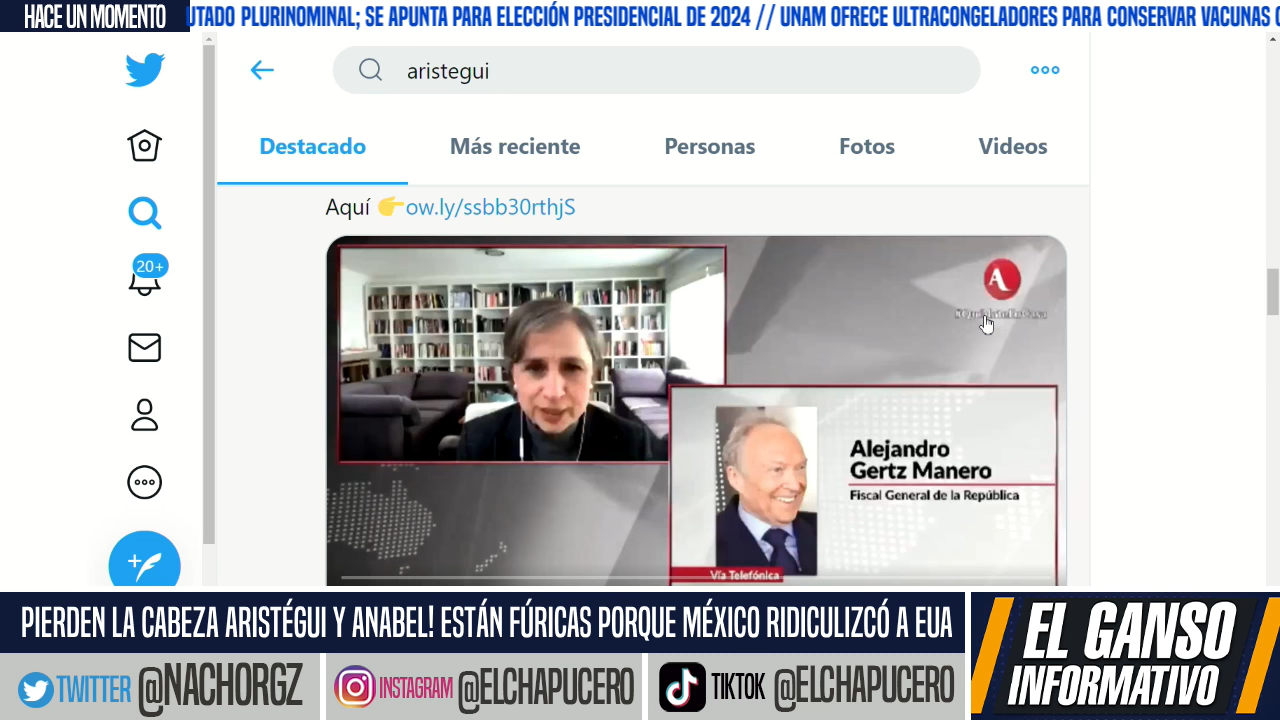 HACE UN MOMENTO
UTADO PLURINOMINAL; SE APUNTA PARA ELECCIÓN PRESIDENCIAL DE 2024 // UNAM OFRECE ULTRACONGELADORES PARA CONSERVAR VACUNAS
aristegui
Destacado Más reciente Personas Fotos Videos
20+
Aquí 👉ow.ly/ssbb30rthjS
A
Alejandro
Gertz Manero
Fiscal General de la República
Vía Telefónica
PIERDEN LA CABEZA ARISTÉGUI Y ANABEL! ESTÁN FÚRICAS PORQUE MÉXICO RIDICULIZCÓ A EUA
EL GANSO
INFORMATIVO
TWITTER @NACHORGZ INSTAGRAM @ELCHAPUCERO TIKTOK @ELCHAPUCERO